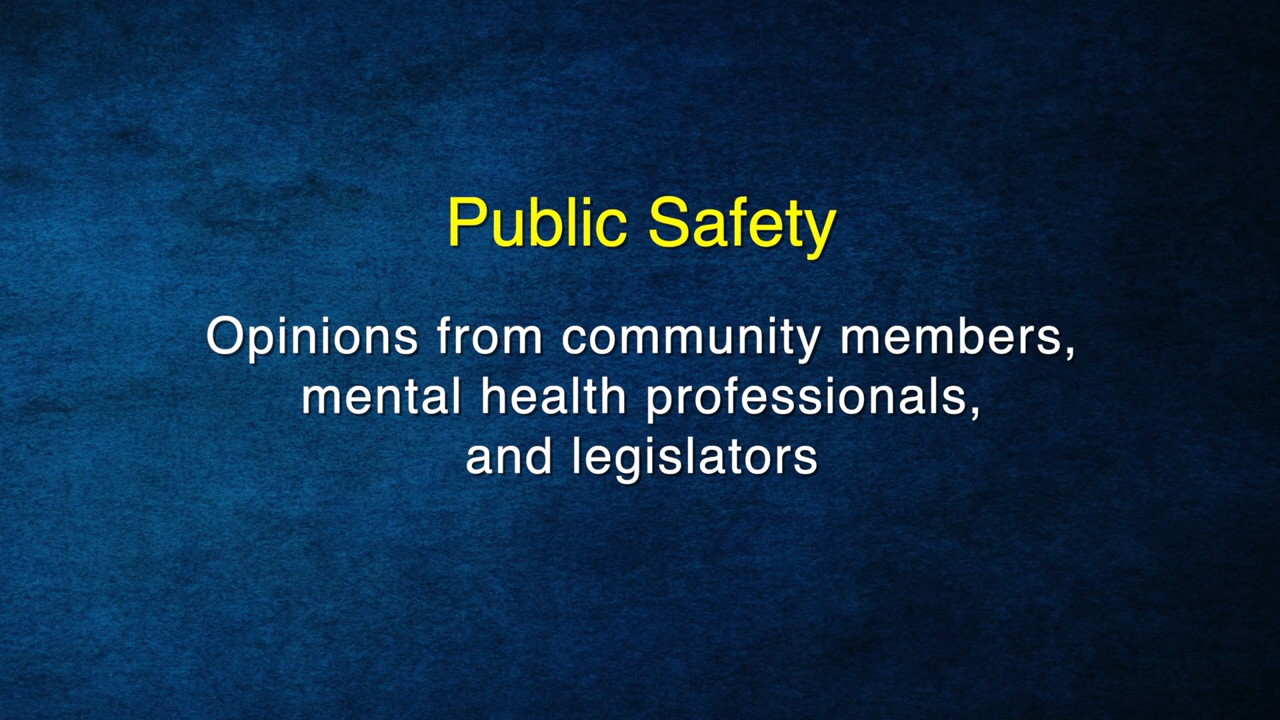 Public Safety
Opinions from community members,
mental health professionals,
and legislators